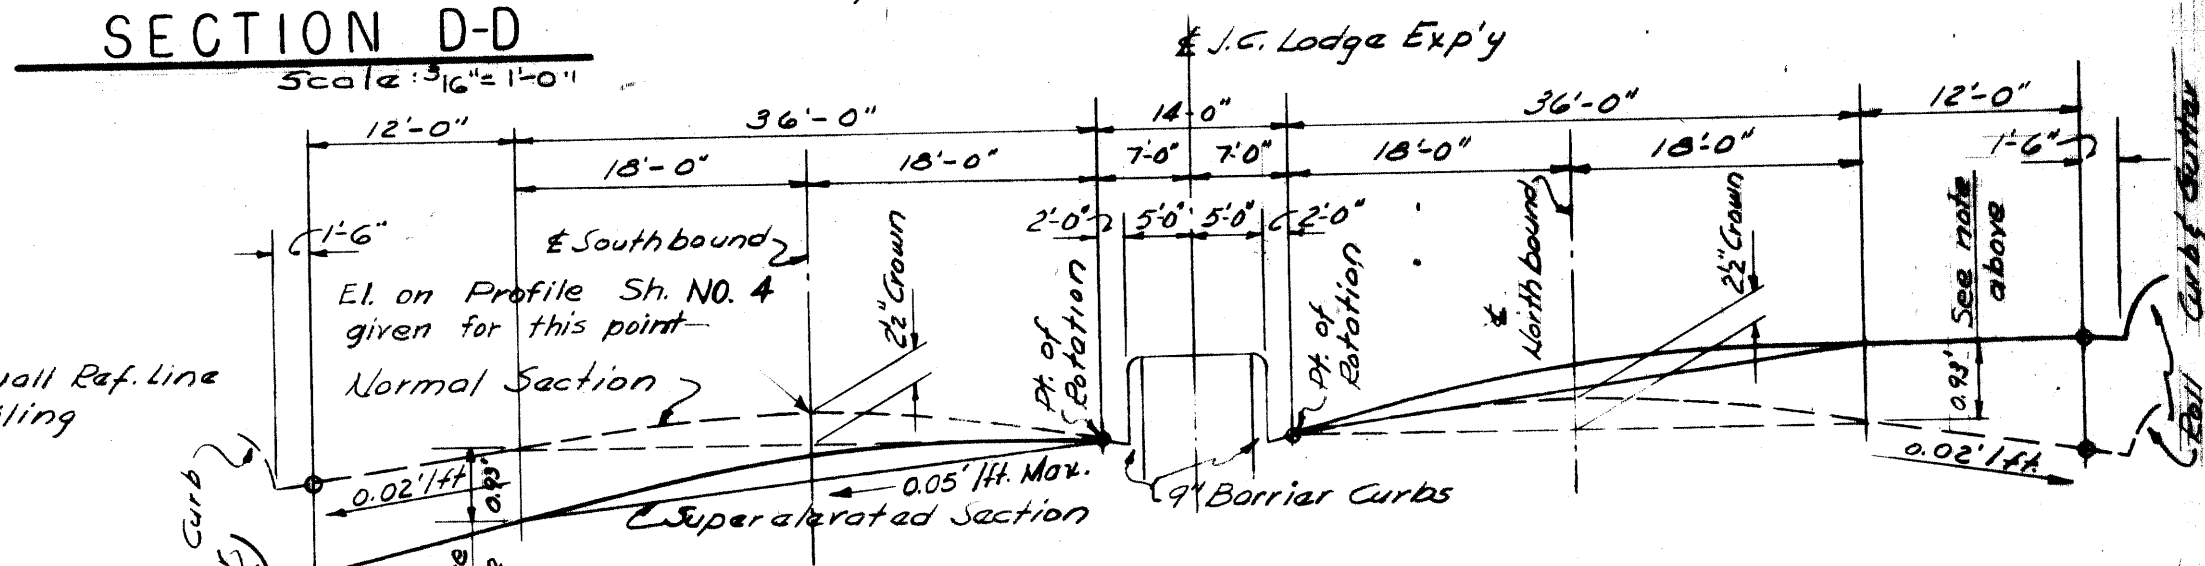 SECTION D-D
Scale: 3/16" = 1'-0"
℄ J.C. Lodge Exp'y
12'-0"
36'-0"
14'-0"
36'-0"
12'-0"
18'-0"
18'-0"
7'-0"
7'-0"
18'-0"
18'-0"
1'-6"
1'-6"
2'-0"
5'-0"
5'-0"
2'-0"
℄ Southbound
El. on Profile Sh. NO. 4
given for this point
Normal Section
2½" Crown
Pt. of
Rotation
Pt. of
Rotation
℄
Northbound
2½" Crown
See note
above
0.93'
Curb & Gutter
Roll
Ref. Line
Curb
0.02'/ft
0.93'
0.05'/ft. Max.
Superelevated Section
9" Barrier Curbs
0.02'/ft.